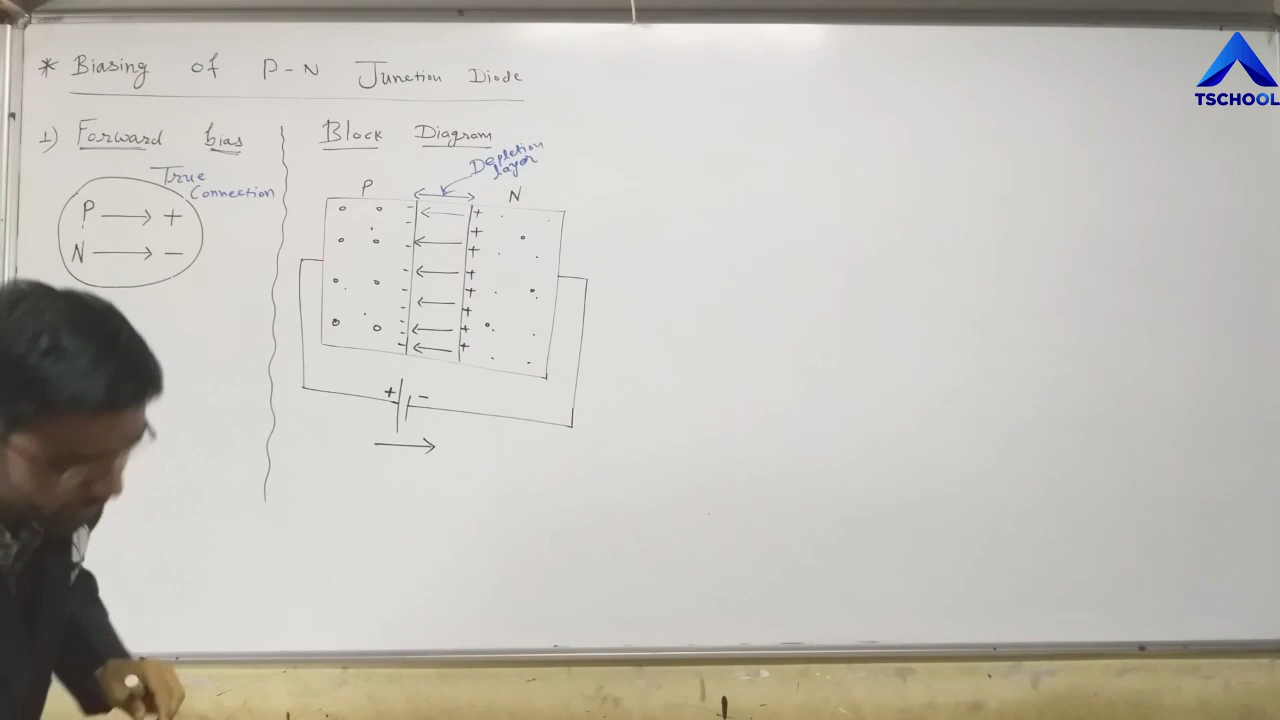 * Biasing of P-N Junction Diode
1) Forward bias
True
Connection
P → +
N → -
Block Diagram
Depletion
layer
P
N
+ -
TSCHOOL